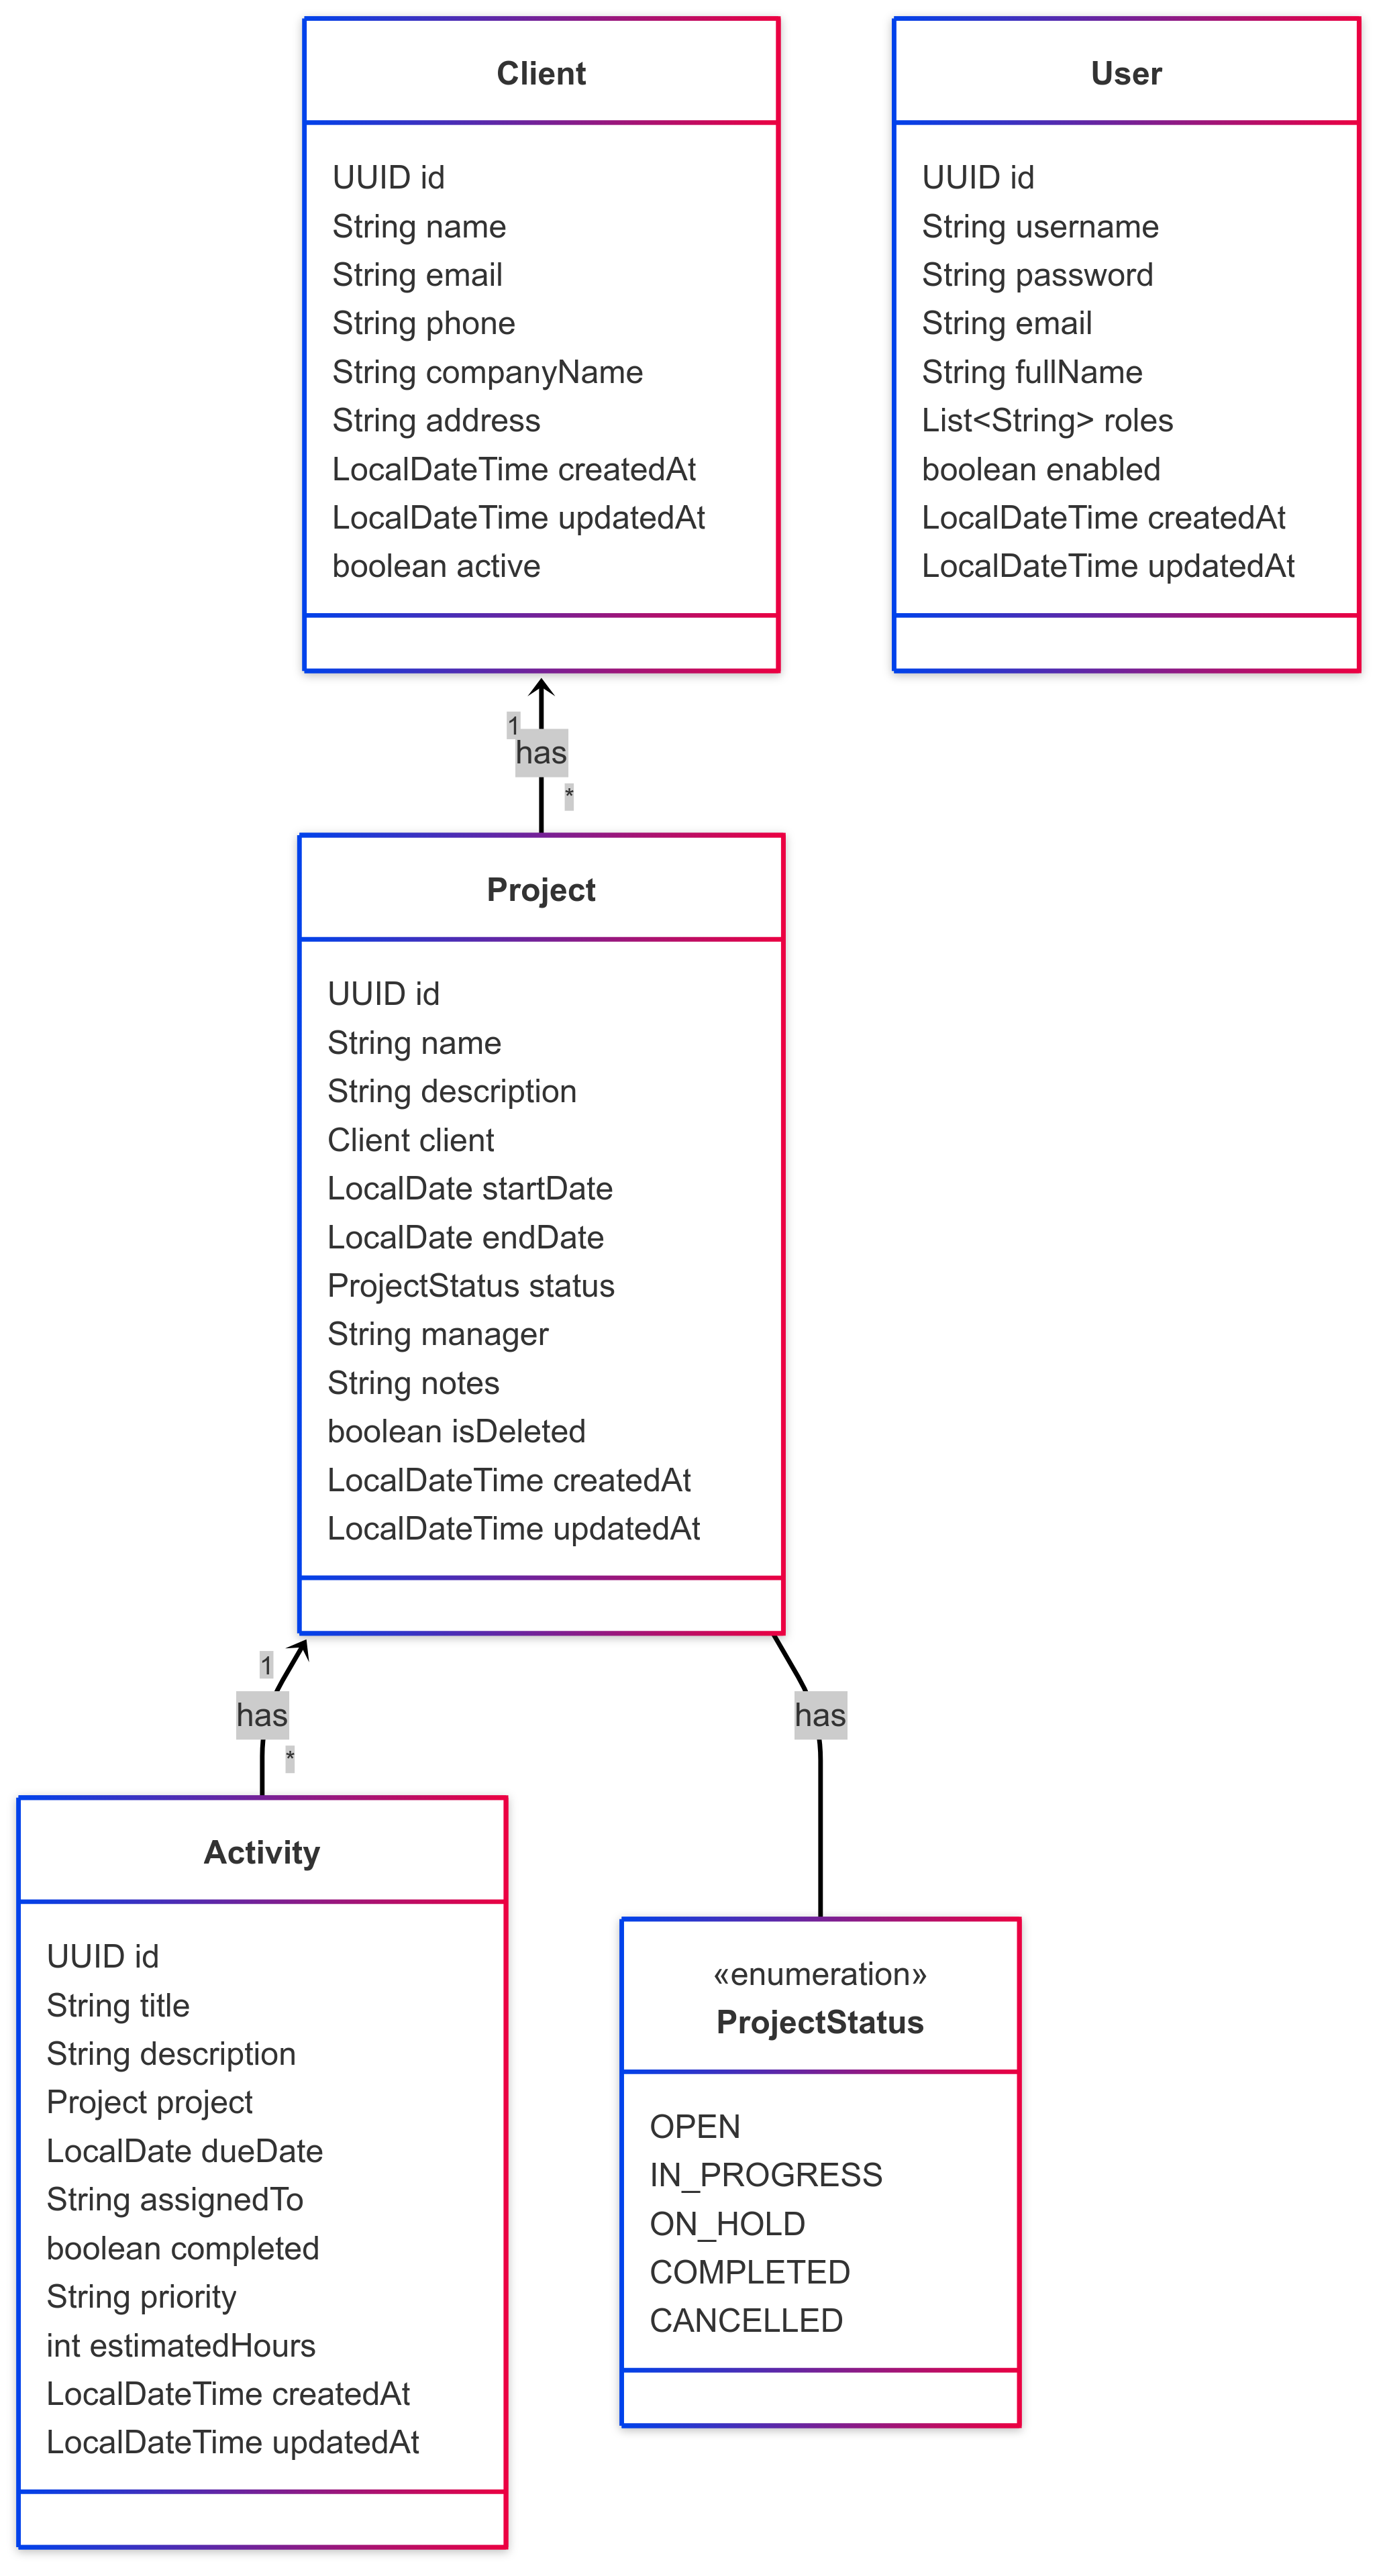 Client
UUID id
String name
String email
String phone
String companyName
String address
LocalDateTime createdAt
LocalDateTime updatedAt
boolean active
User
UUID id
String username
String password
String email
String fullName
List<String> roles
boolean enabled
LocalDateTime createdAt
LocalDateTime updatedAt
1
has
*
Project
UUID id
String name
String description
Client client
LocalDate startDate
LocalDate endDate
ProjectStatus status
String manager
String notes
boolean isDeleted
LocalDateTime createdAt
LocalDateTime updatedAt
1
has
*
has
Activity
UUID id
String title
String description
Project project
LocalDate dueDate
String assignedTo
boolean completed
String priority
int estimatedHours
LocalDateTime createdAt
LocalDateTime updatedAt
«enumeration»
ProjectStatus
OPEN
IN_PROGRESS
ON_HOLD
COMPLETED
CANCELLED